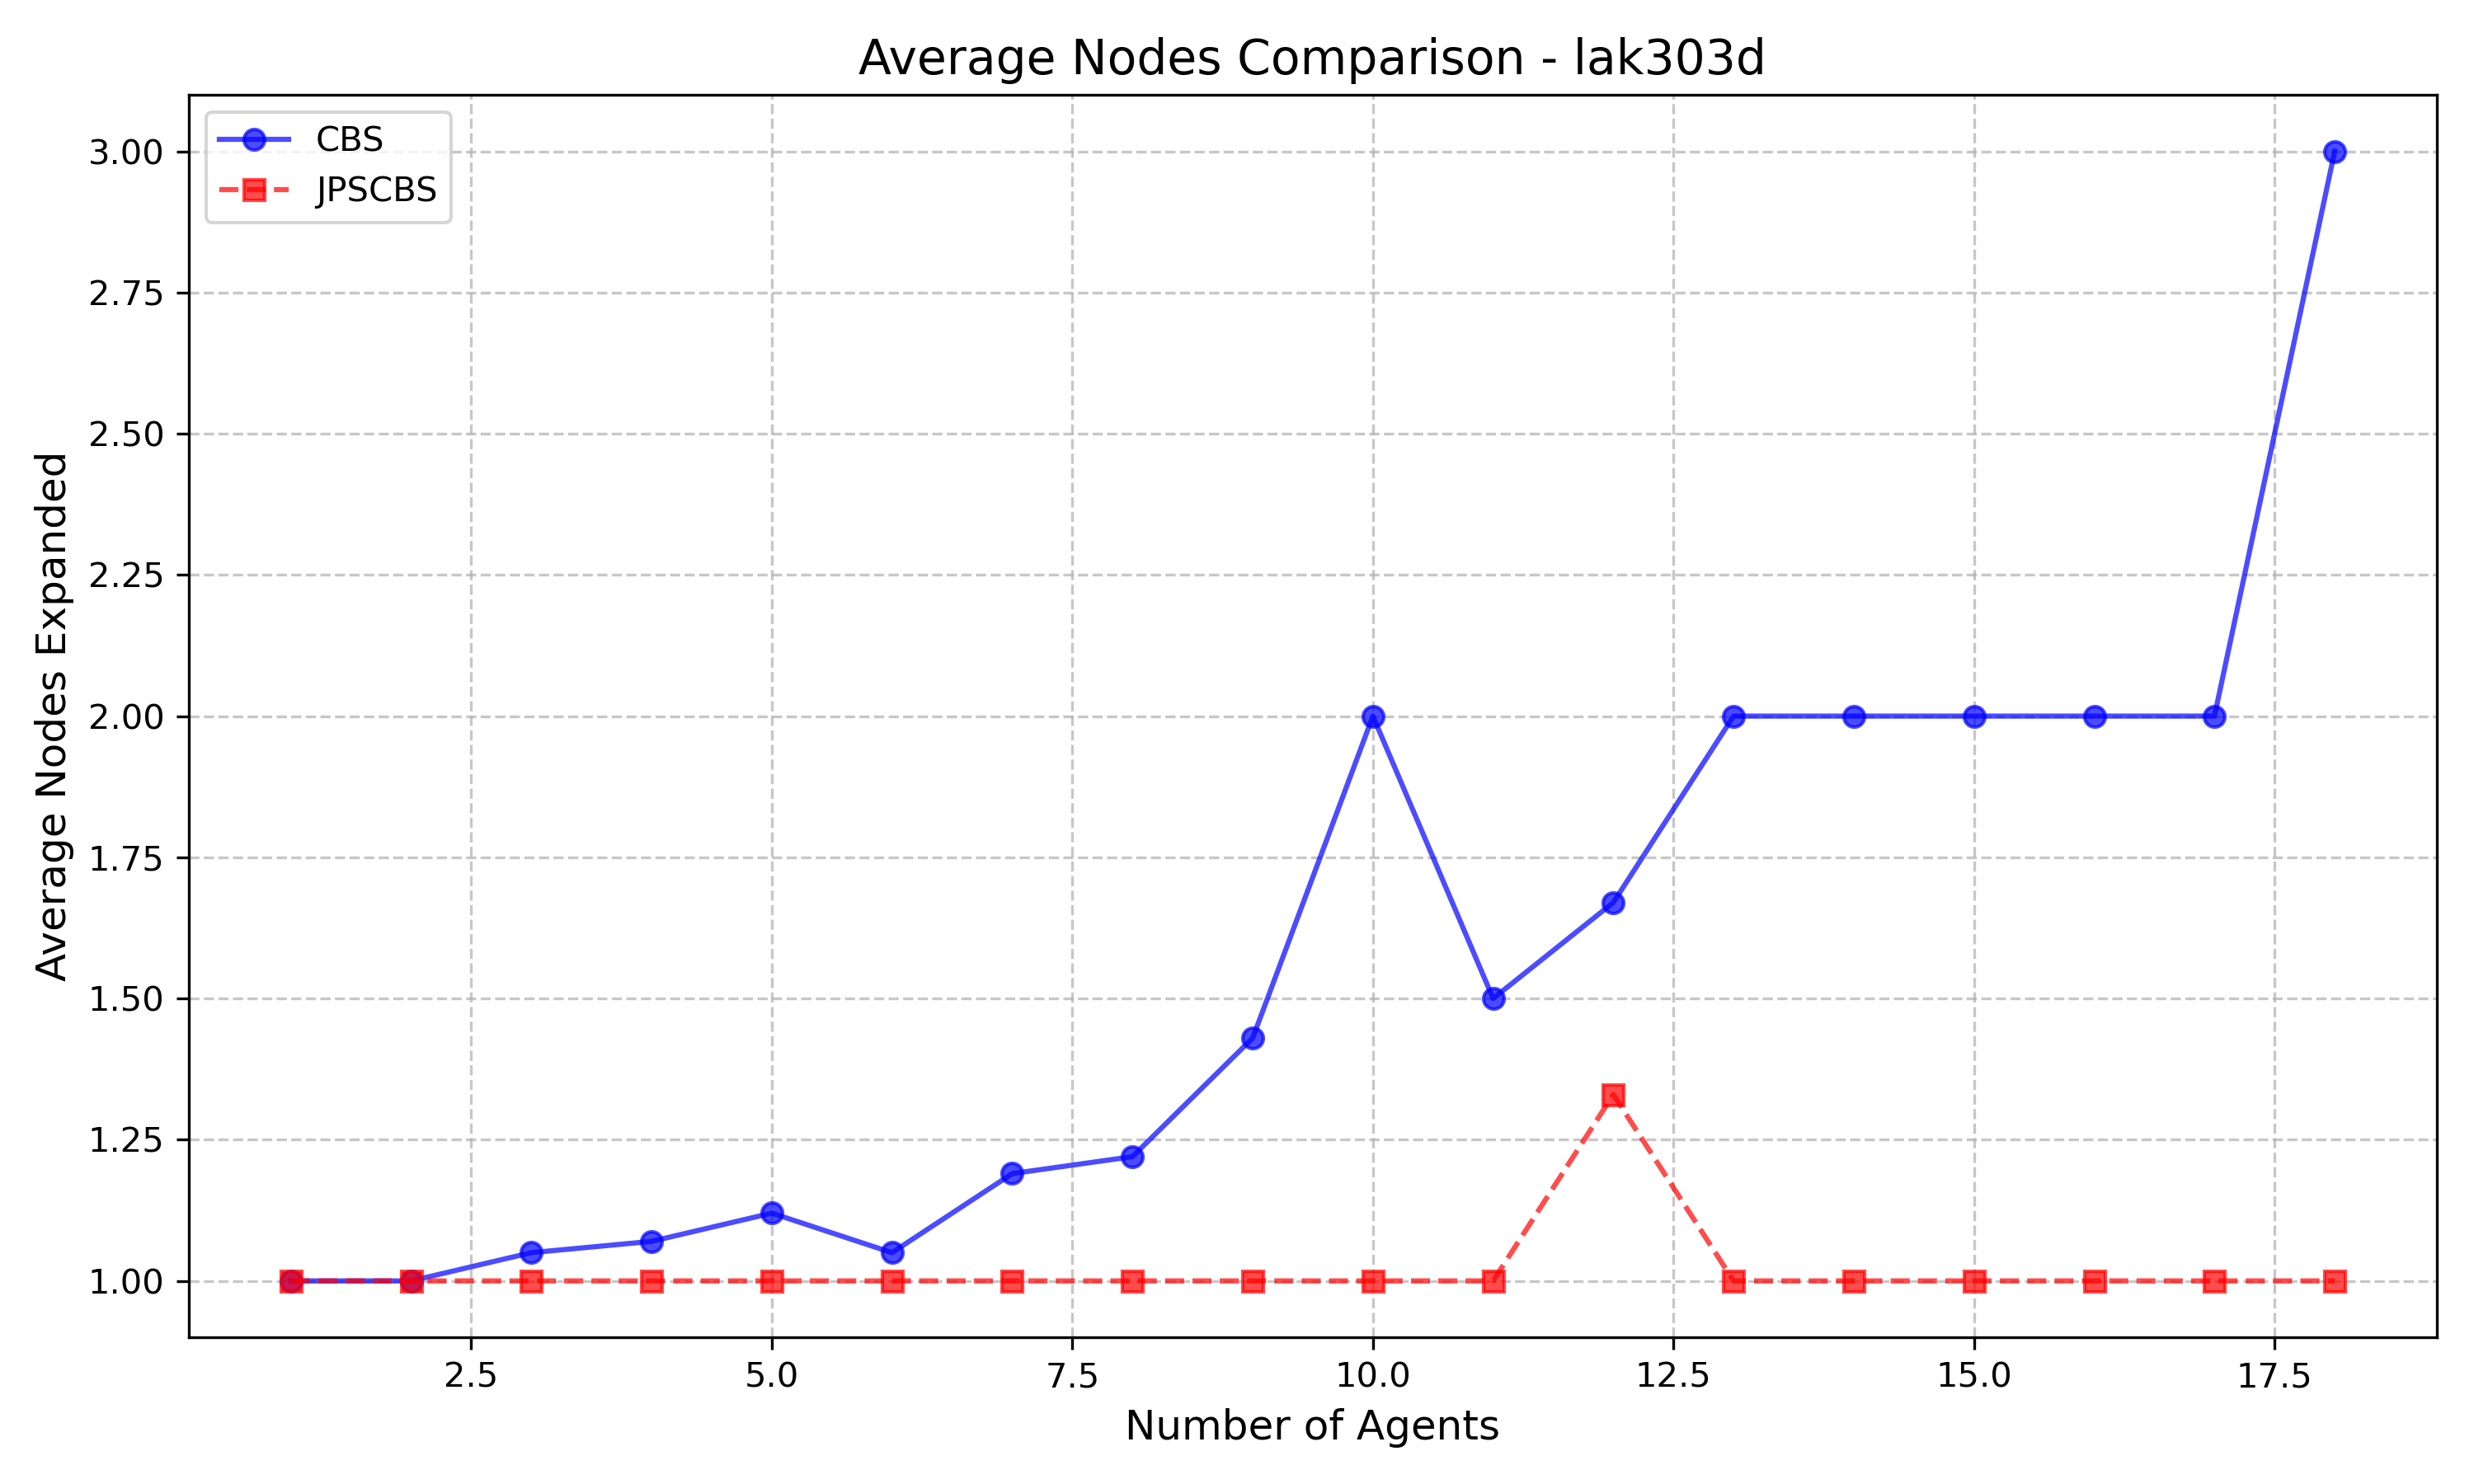 Average Nodes Comparison - lak303d
CBS
JPSCBS
Average Nodes Expanded
3.00
2.75
2.50
2.25
2.00
1.75
1.50
1.25
1.00
2.5 5.0 7.5 10.0 12.5 15.0 17.5
Number of Agents